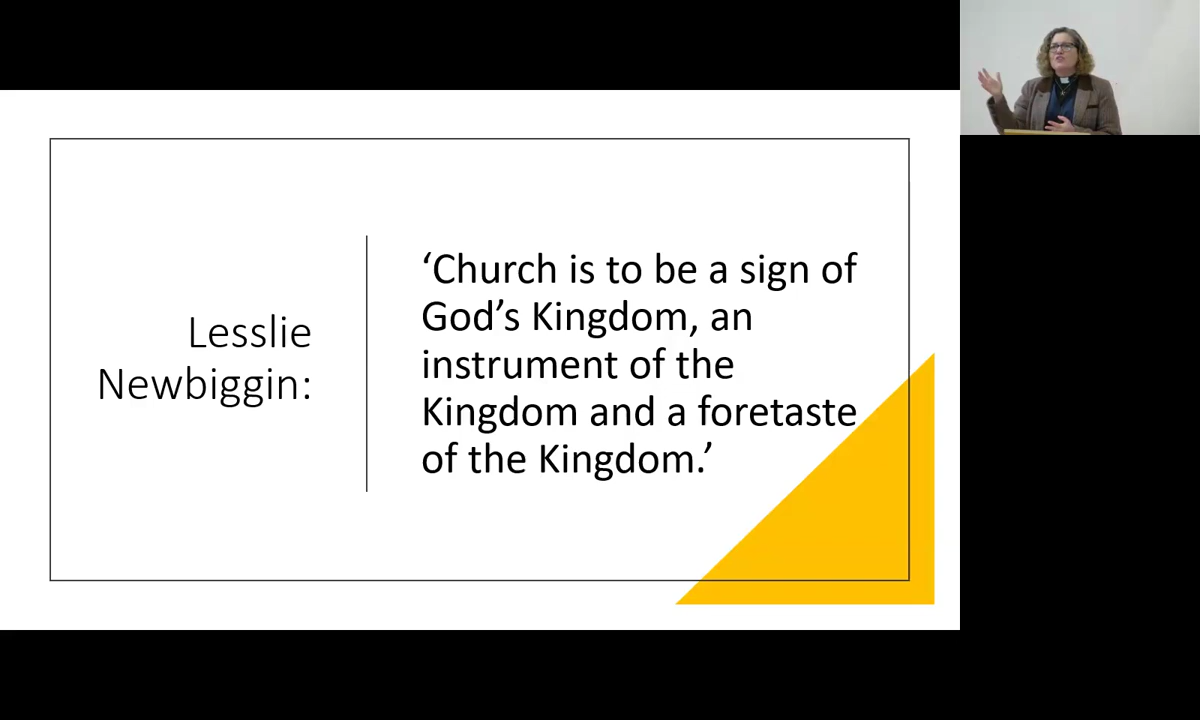 Lesslie
Newbiggin:
‘Church is to be a sign of
God’s Kingdom, an
instrument of the
Kingdom and a foretaste
of the Kingdom.’